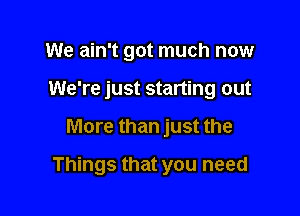 We ain't got much now
We're just starting out
More than just the
Things that you need